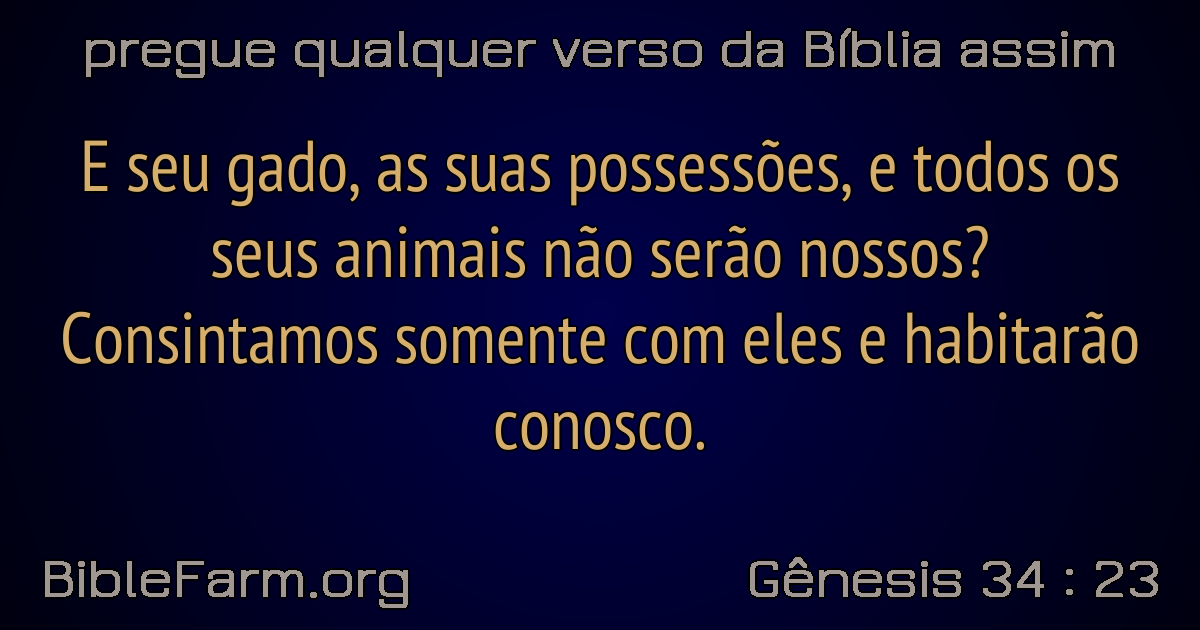 pregue qualquer verso da Bíblia assim
E seu gado, as suas possessões, e todos os
seus animais não serão nossos?
Consintamos somente com eles e habitarão
conosco.
BibleFarm.org
Gênesis 34 : 23